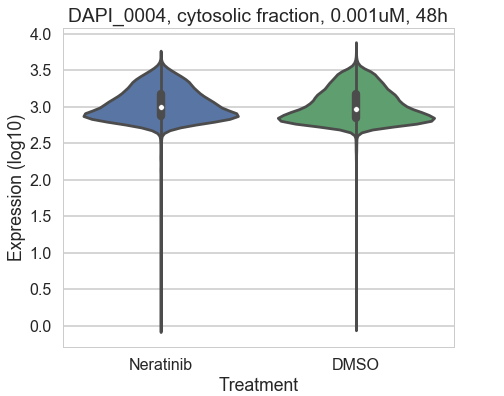 DAPI_0004, cytosolic fraction, 0.001uM, 48h
4.0
3.5
3.0
2.5
2.0
1.5
1.0
0.5
0.0
Expression (log10)
Neratinib DMSO
Treatment